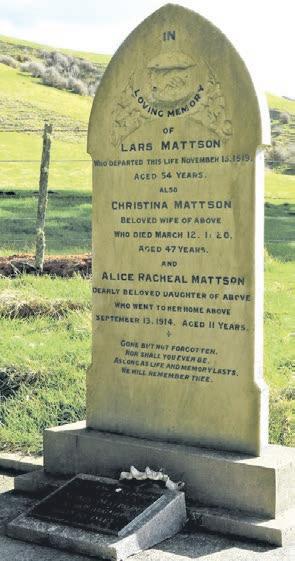 IN
LOVING MEMORY
OF
LARS MATTSON
WHO DEPARTED THIS LIFE NOVEMBER 13, 1919.
AGED 54 YEARS.
ALSO
CHRISTINA MATTSON
BELOVED WIFE OF ABOVE
WHO DIED MARCH 12.
AGED 47 YEARS.
AND
ALICE RACHEAL MATTSON
DEARLY BELOVED DAUGHTER OF ABOVE
WHO WENT TO HER HOME ABOVE
SEPTEMBER 13, 1914. AGED 11 YEARS.
GONE BUT NOT FORGOTTEN,
NOR SHALL YOU EVER BE.
AS LONG AS LIFE AND MEMORY LASTS,
WE WILL REMEMBER THEE.